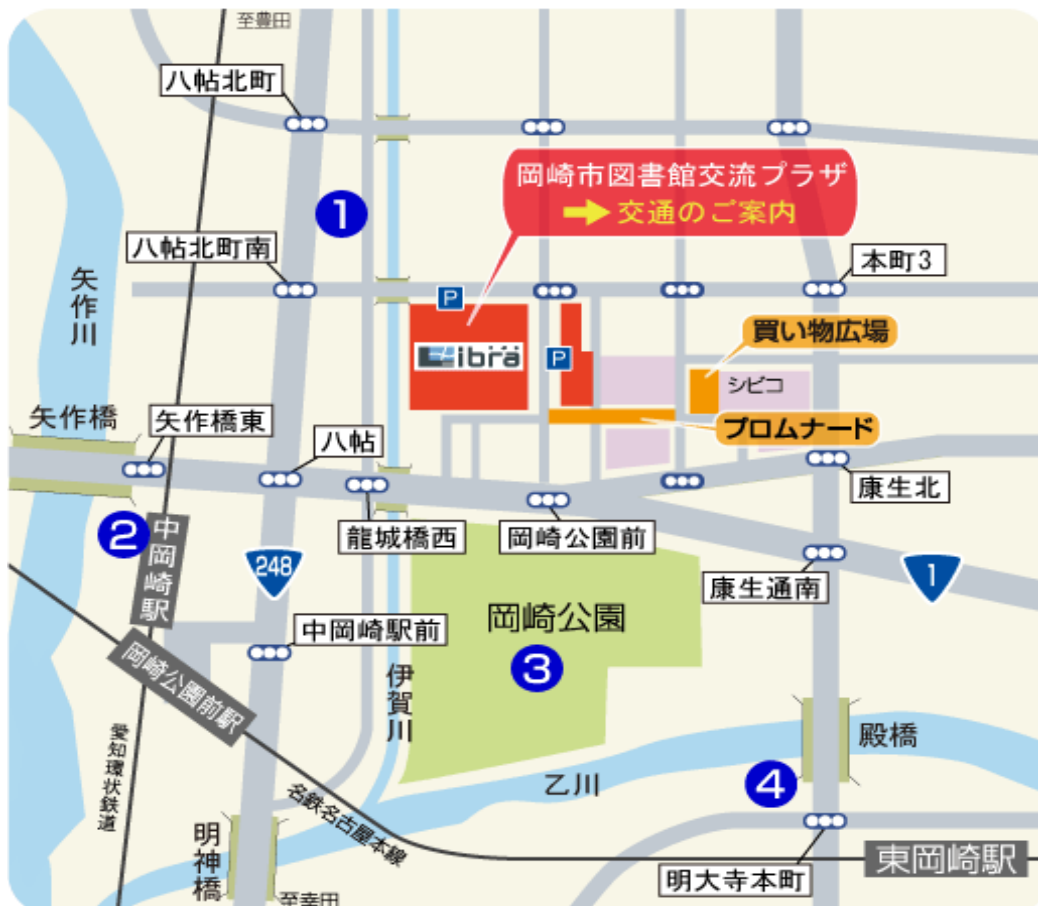 至豊田
八帖北町
1
岡崎市図書館交流プラザ
交通のご案内
八帖北町南
本町3
矢作川
P
Libra
P
買い物広場
シビコ
プロムナード
矢作橋
矢作橋東
八帖
康生北
龍城橋西
岡崎公園前
2
中岡崎駅
248
康生通南
1
岡崎公園
3
中岡崎駅前
岡崎公園前駅
伊賀川
愛知環状鉄道
殿橋
乙川
4
名鉄名古屋本線
明神橋
東岡崎駅
明大寺本町
至幸田